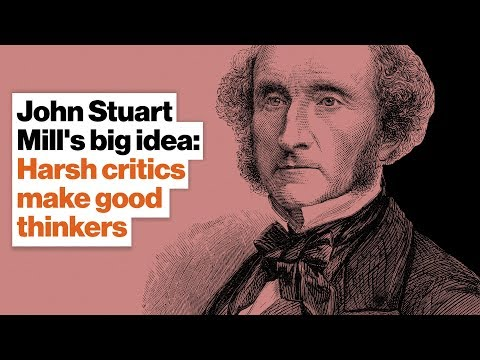 John Stuart
Mill's big idea:
Harsh critics
make good
thinkers